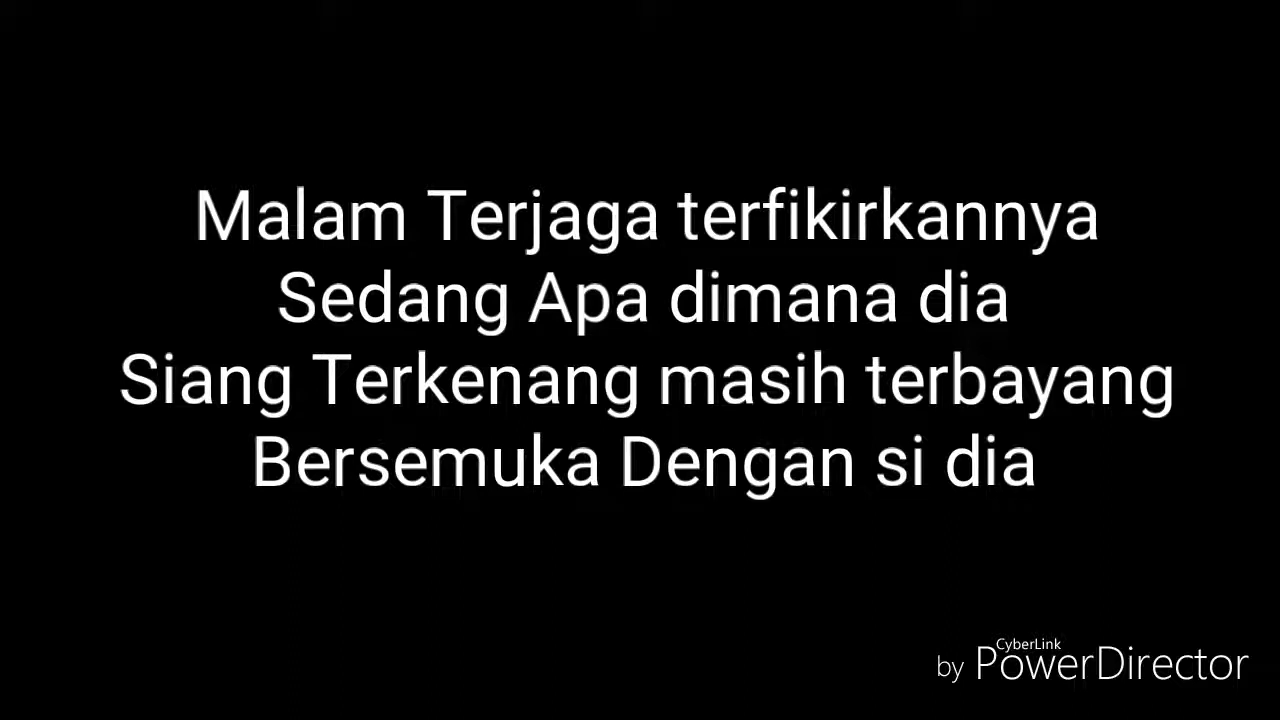 Malam Terjaga terfikirkannya
Sedang Apa dimana dia
Siang Terkenang masih terbayang
Bersemuka Dengan si dia
CyberLink
by PowerDirector